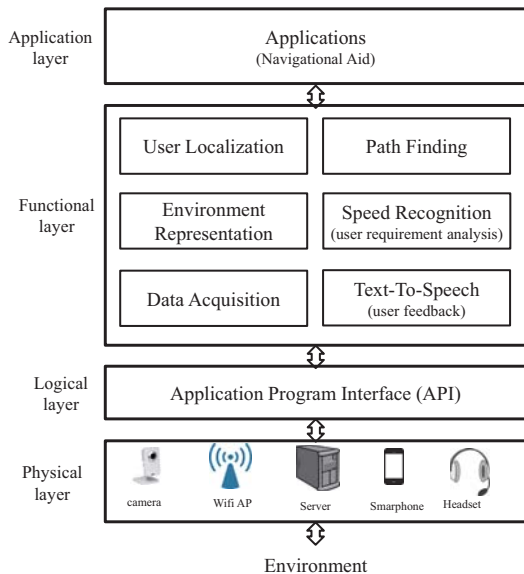 Application
layer
Applications
(Navigational Aid)
Functional
layer
User Localization
Path Finding
Environment
Representation
Speed Recognition
(user requirement analysis)
Data Acquisition
Text-To-Speech
(user feedback)
Logical
layer
Application Program Interface (API)
Physical
layer
camera
Wifi AP
Server
Smarphone
Headset
Environment